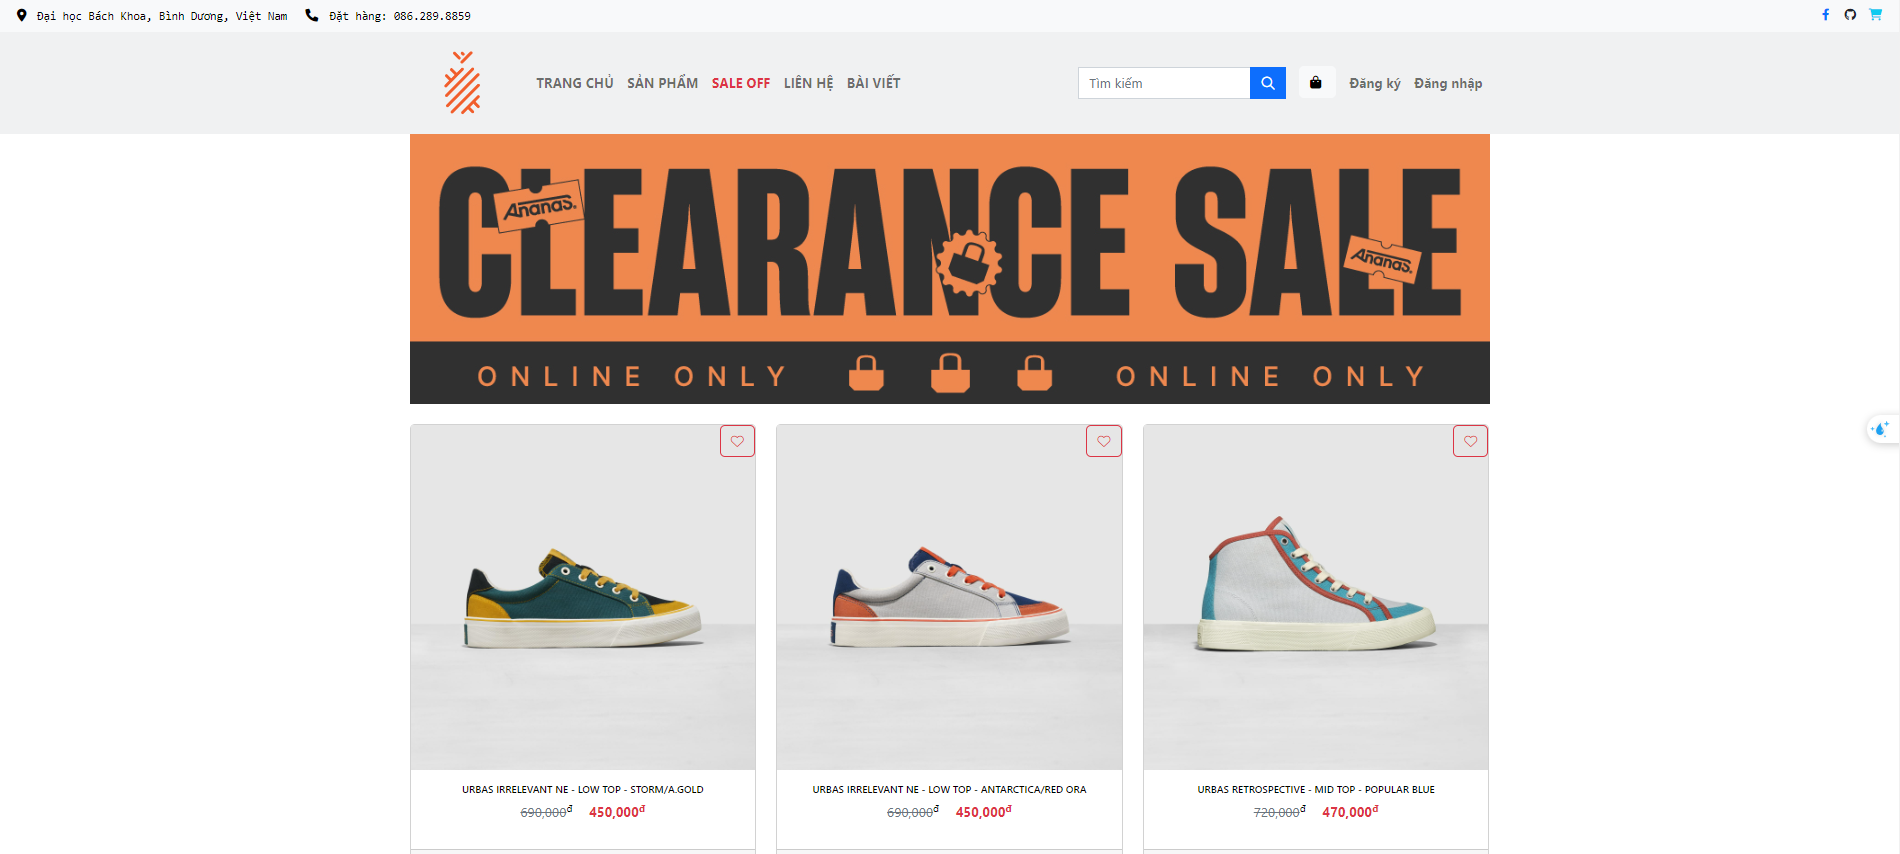 Đại học Bách Khoa, Bình Dương, Việt Nam Đặt hàng: 086.289.8859
TRANG CHỦ SẢN PHẨM SALE OFF LIÊN HỆ BÀI VIẾT Tìm kiếm Đăng ký Đăng nhập
CLEARANCE SALE
Ananas.
Ananas.
ONLINE ONLY ONLINE ONLY
URBAS IRRELEVANT NE - LOW TOP - STORM/A.GOLD
690,000đ 450,000đ
URBAS IRRELEVANT NE - LOW TOP - ANTARCTICA/RED ORA
690,000đ 450,000đ
URBAS RETROSPECTIVE - MID TOP - POPULAR BLUE
720,000đ 470,000đ